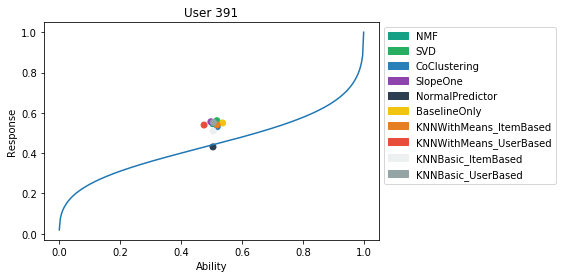 User 391
1.0
0.8
0.6
0.4
0.2
0.0
Response
0.0 0.2 0.4 0.6 0.8 1.0
Ability
NMF
SVD
CoClustering
SlopeOne
NormalPredictor
BaselineOnly
KNNWithMeans_ItemBased
KNNWithMeans_UserBased
KNNBasic_ItemBased
KNNBasic_UserBased